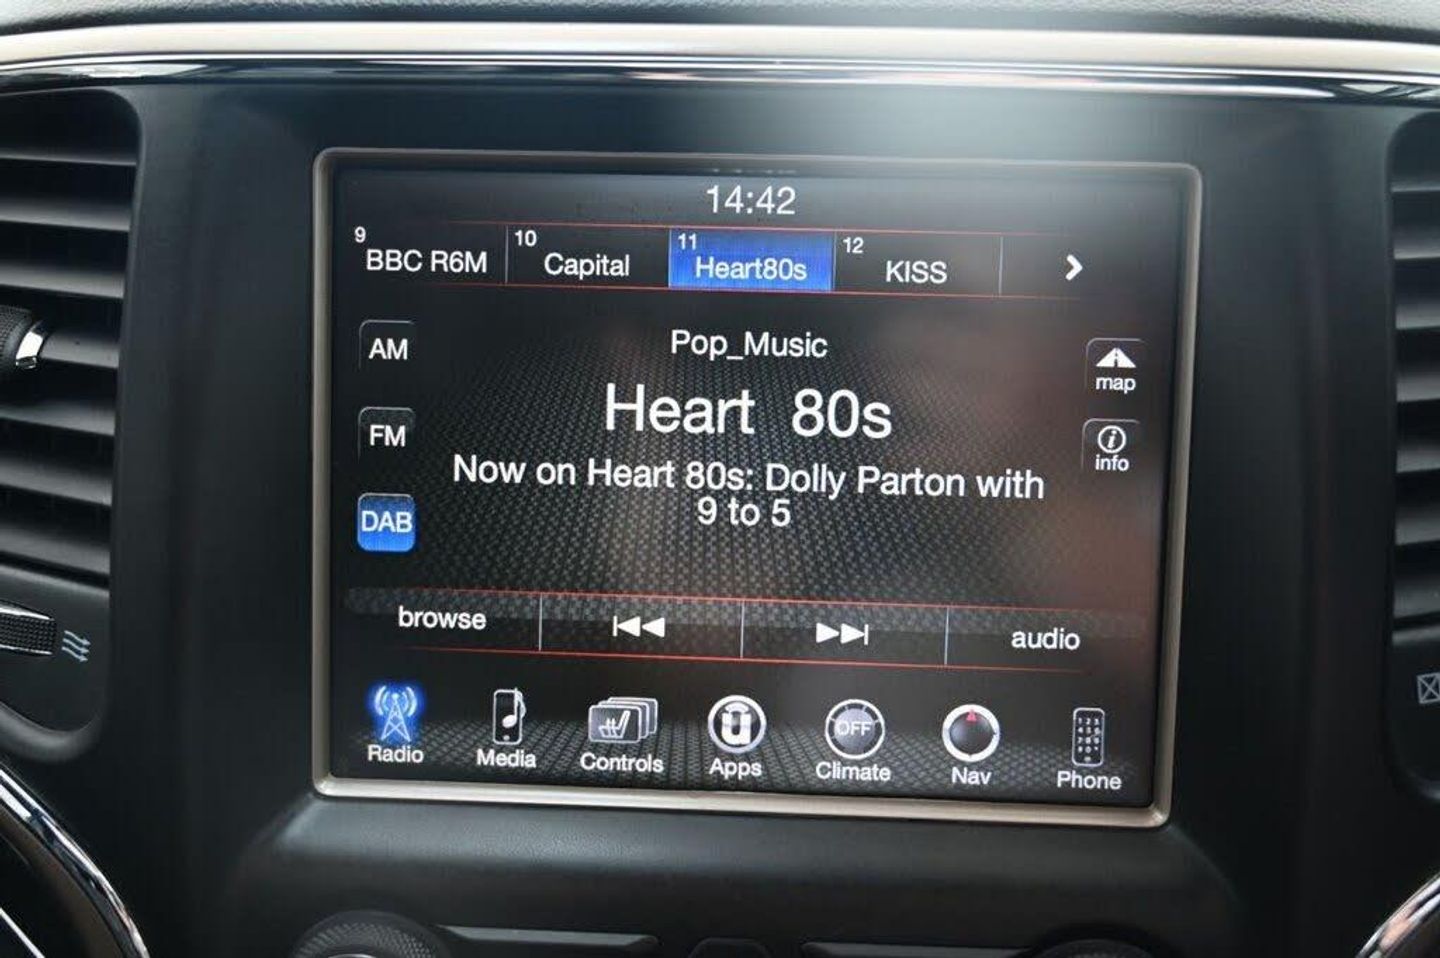 14:42
9 BBC R6M 10 Capital 11 Heart80s 12 KISS
AM
Pop_Music
map
Heart 80s
FM
info
Now on Heart 80s: Dolly Parton with
9 to 5
DAB
browse
audio
OFF
Radio Media Controls Apps Climate Nav Phone